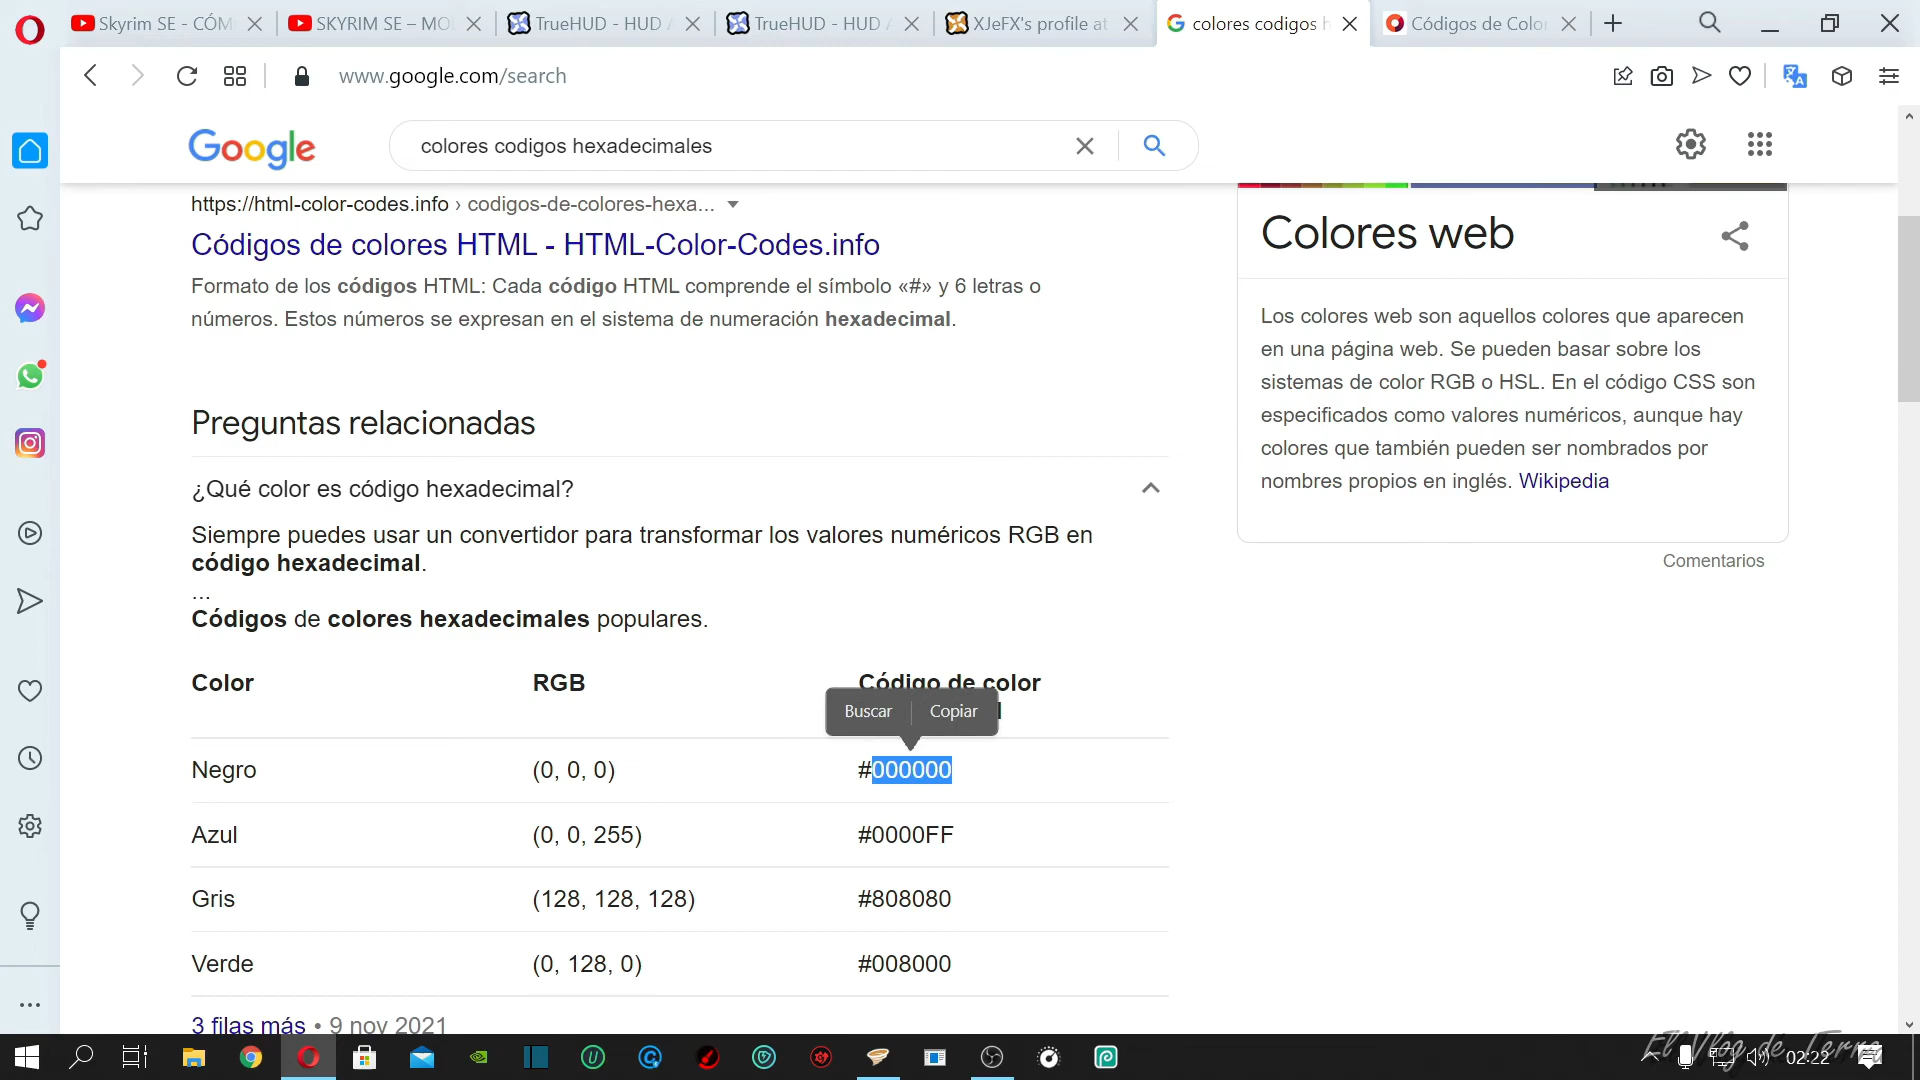 Skyrim SE - CÓM
SKYRIM SE – MO
TrueHUD - HUD
TrueHUD - HUD
XJeFX's profile at
colores codigos h
Códigos de Color
www.google.com/search
Google
colores codigos hexadecimales
https://html-color-codes.info › codigos-de-colores-hexa...
Códigos de colores HTML - HTML-Color-Codes.info
Formato de los códigos HTML: Cada código HTML comprende el símbolo «#» y 6 letras o
números. Estos números se expresan en el sistema de numeración hexadecimal.
Preguntas relacionadas
¿Qué color es código hexadecimal?
Siempre puedes usar un convertidor para transformar los valores numéricos RGB en
código hexadecimal.
...
Códigos de colores hexadecimales populares.
Color RGB Código de color
Buscar Copiar
Negro (0, 0, 0) #000000
Azul (0, 0, 255) #0000FF
Gris (128, 128, 128) #808080
Verde (0, 128, 0) #008000
3 filas más • 9 nov 2021
Colores web
Los colores web son aquellos colores que aparecen
en una página web. Se pueden basar sobre los
sistemas de color RGB o HSL. En el código CSS son
especificados como valores numéricos, aunque hay
colores que también pueden ser nombrados por
nombres propios en inglés. Wikipedia
Comentarios
El Vlog de Terra
02:22